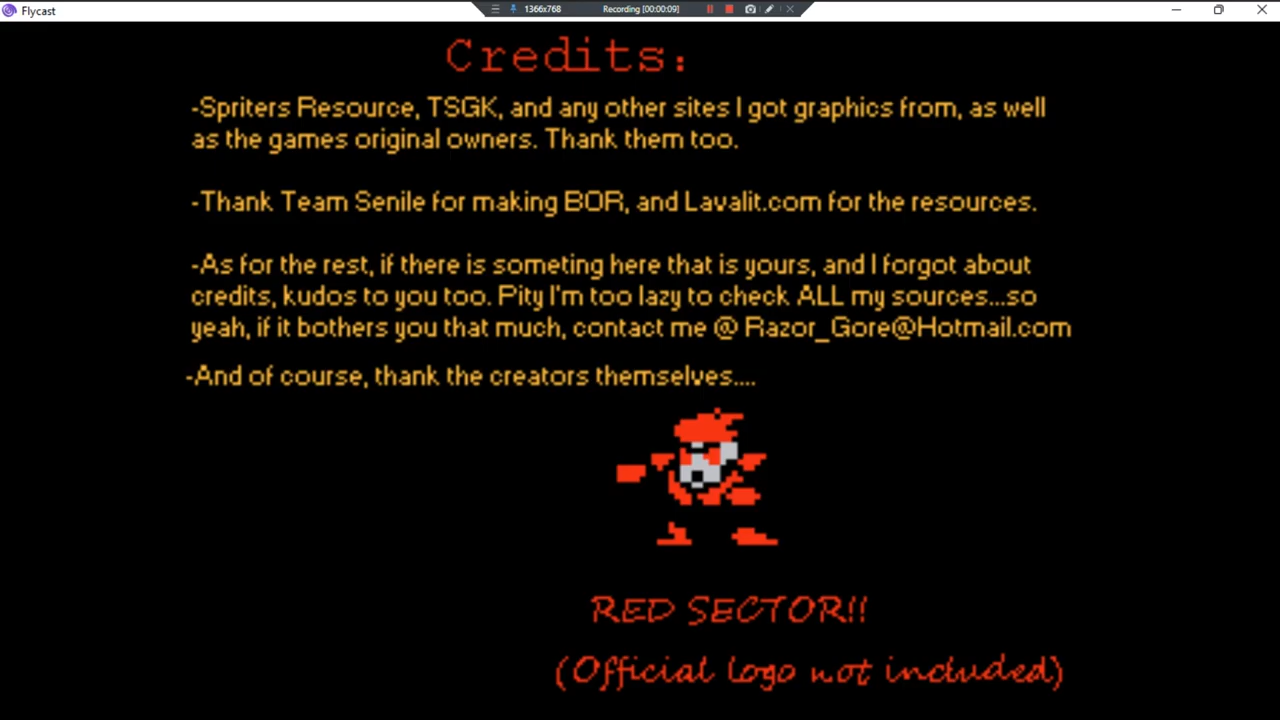 Flycast
1366x768
Recording [00:00:09]
Credits:
-Spriters Resource, TSGK, and any other sites I got graphics from, as well
as the games original owners. Thank them too.
-Thank Team Senile for making BOR, and Lavalit.com for the resources.
-As for the rest, if there is someting here that is yours, and I forgot about
credits, kudos to you too. Pity I'm too lazy to check ALL my sources...so
yeah, if it bothers you that much, contact me @ Razor_Gore@Hotmail.com
-And of course, thank the creators themselves....
RED SECTOR!!
(Official logo not included)